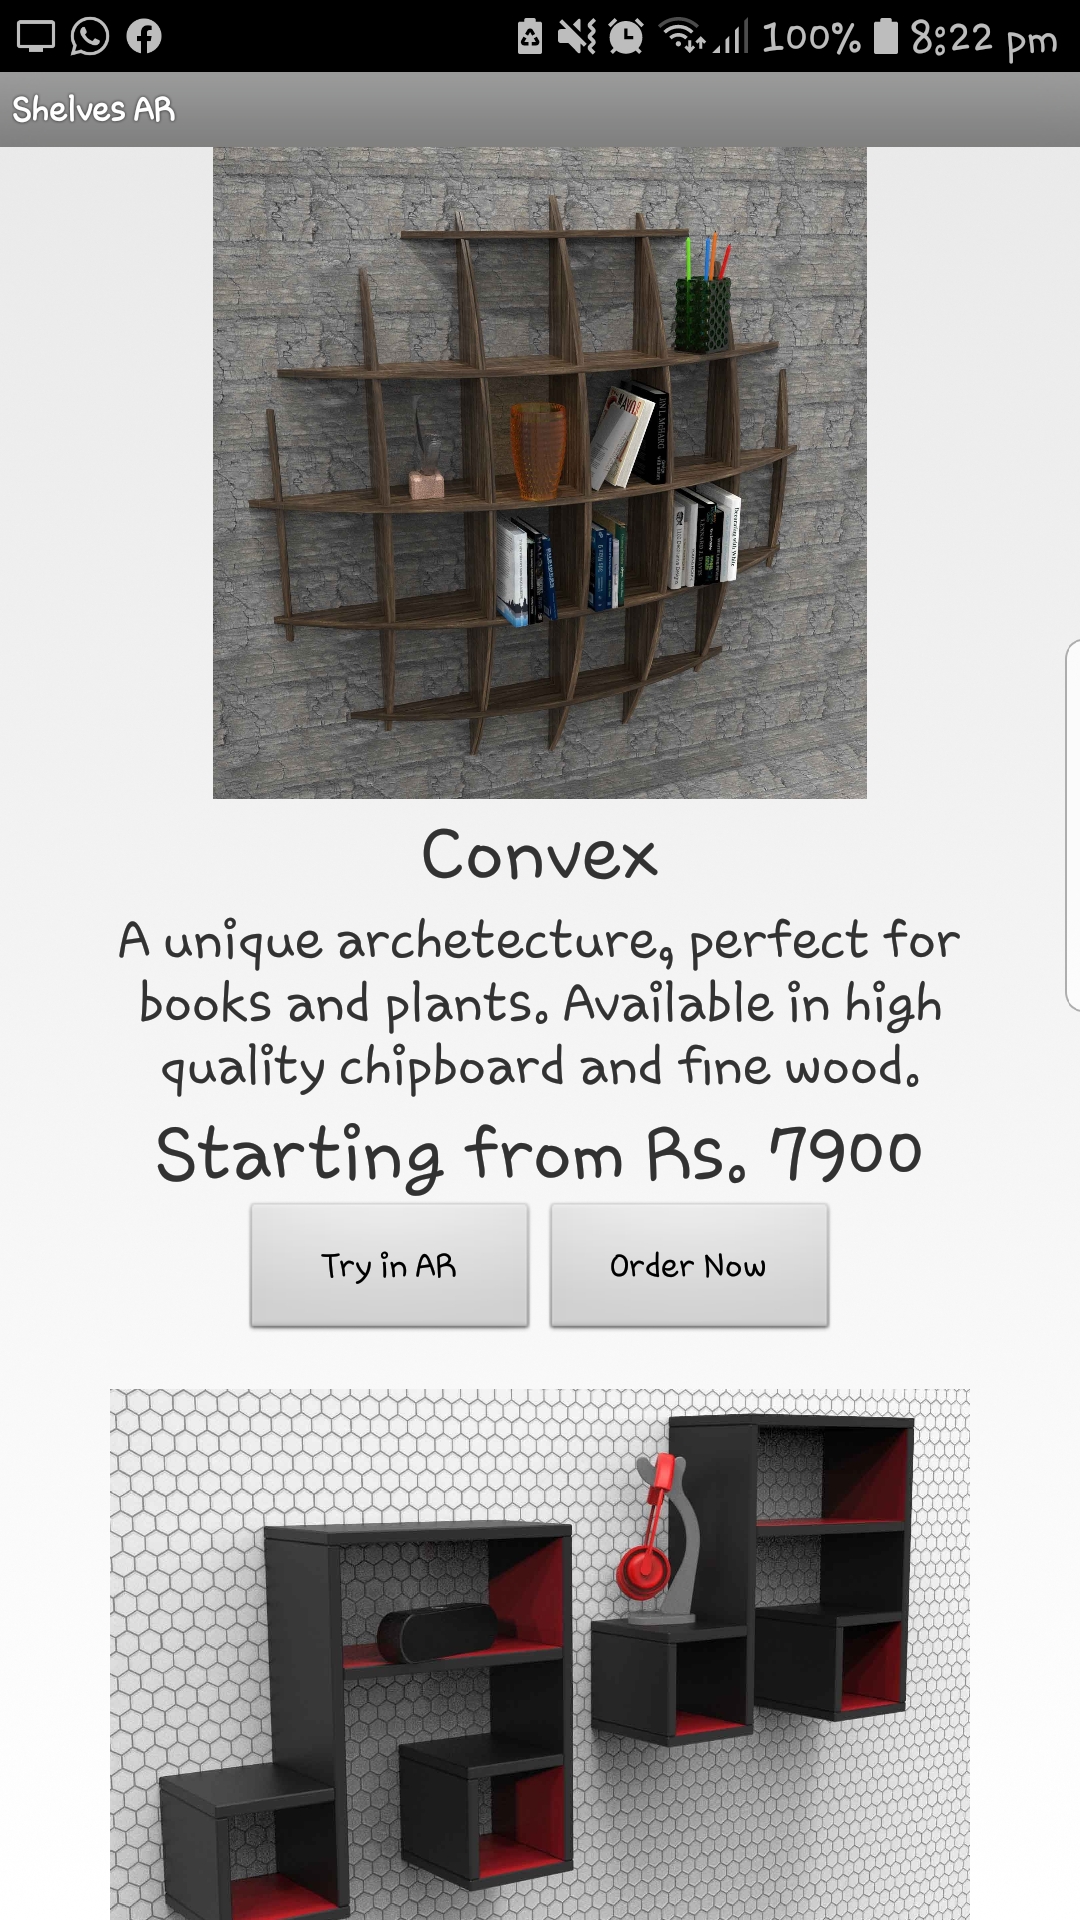 100% 8:22 pm
Shelves AR
Convex
A unique archetecture, perfect for
books and plants. Available in high
quality chipboard and fine wood.
Starting from Rs. 7900
Try in AR
Order Now